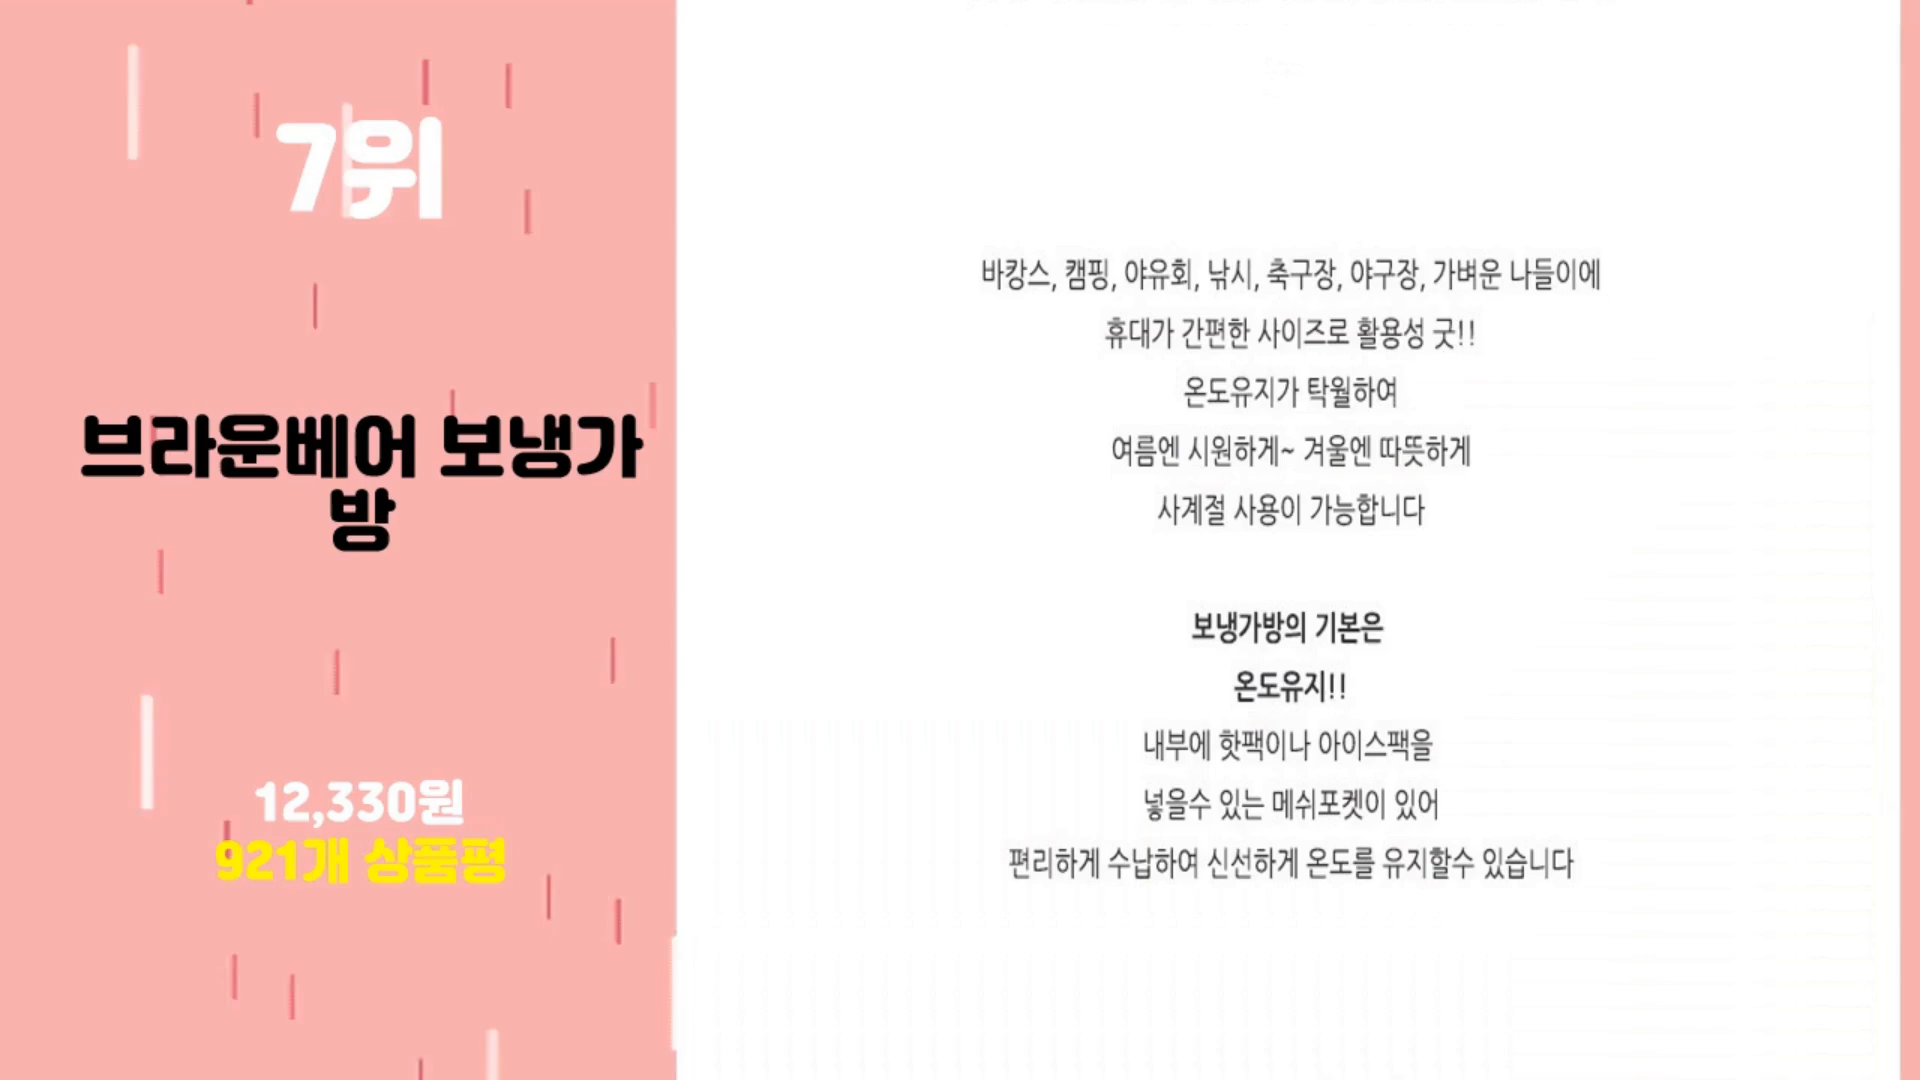 7위
브라운베어 보냉가
방
12,330원
921개 상품평
바캉스, 캠핑, 야유회, 낚시, 축구장, 야구장, 가벼운 나들이에
휴대가 간편한 사이즈로 활용성 굿!!
온도유지가 탁월하여
여름엔 시원하게~ 겨울엔 따뜻하게
사계절 사용이 가능합니다
보냉가방의 기본은
온도유지!!
내부에 핫팩이나 아이스팩을
넣을수 있는 메쉬포켓이 있어
편리하게 수납하여 신선하게 온도를 유지할수 있습니다